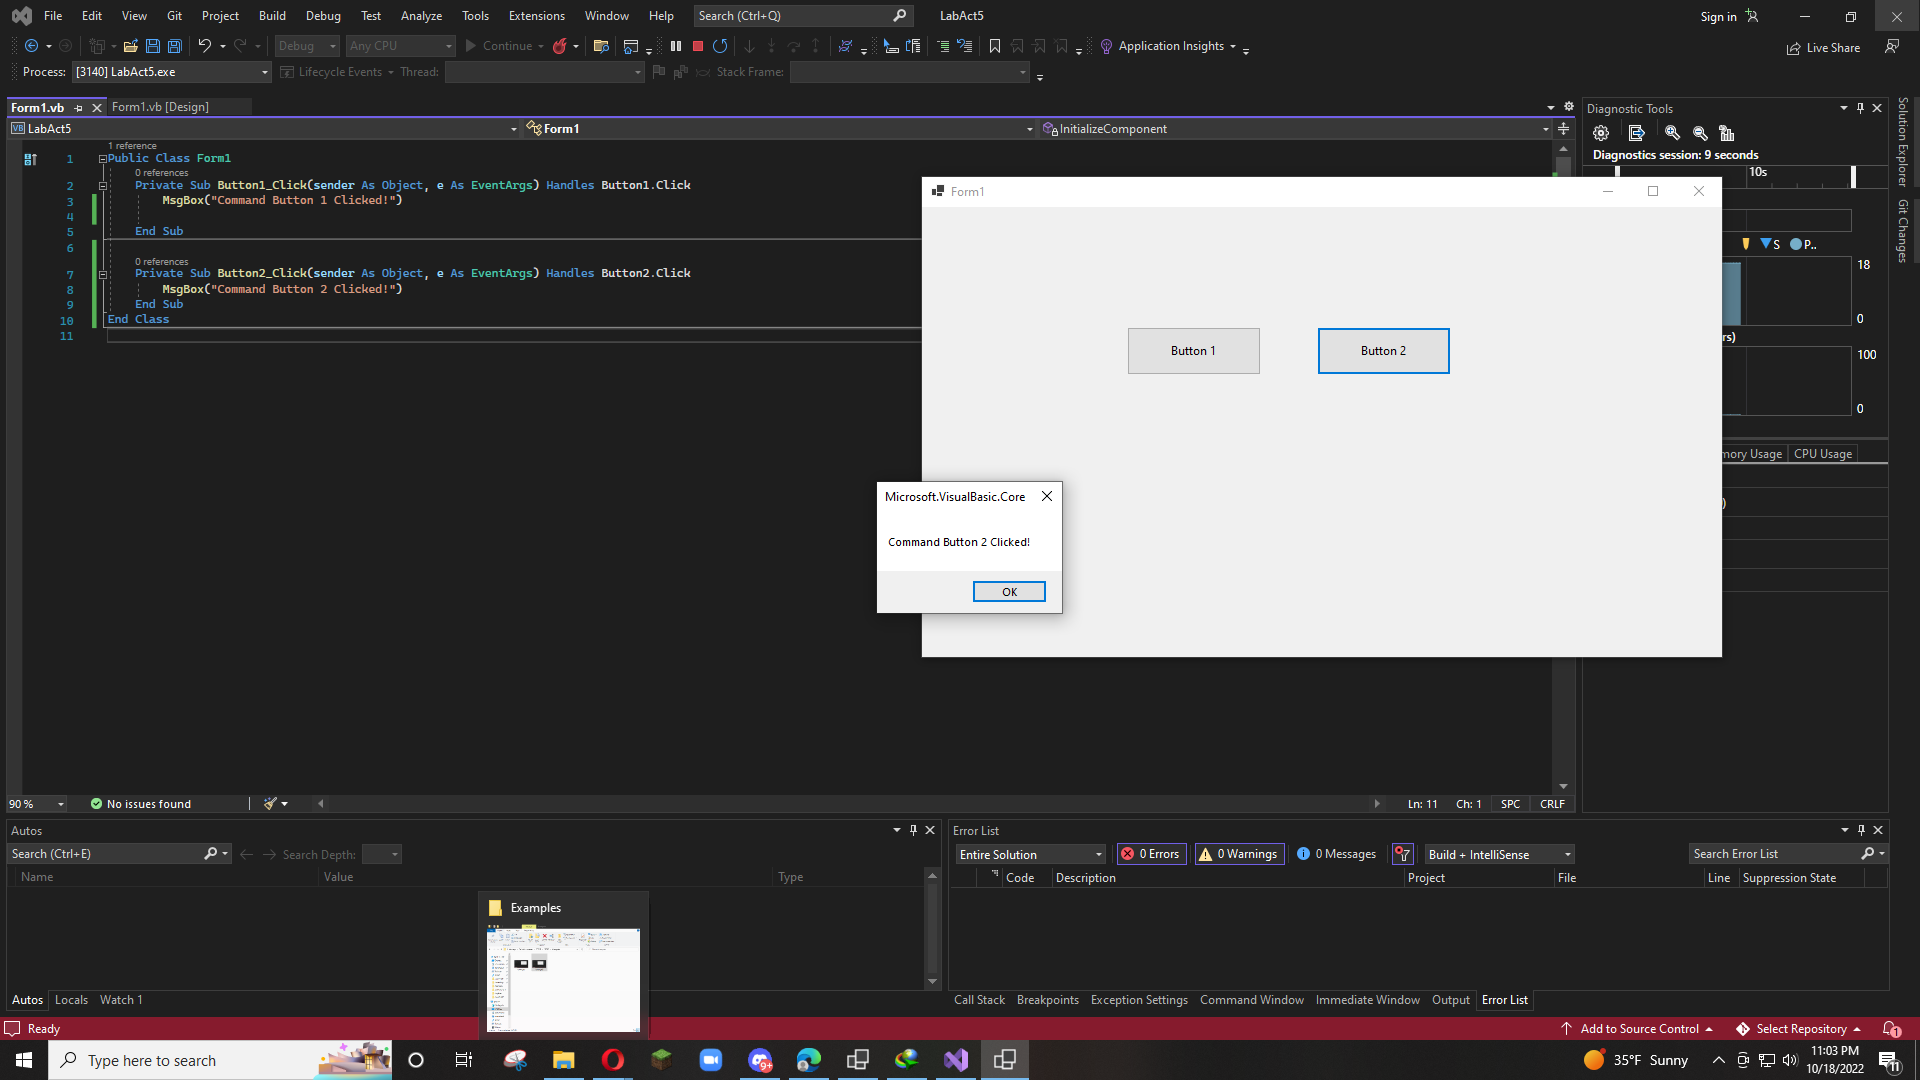 File Edit View Git Project Build Debug Test Analyze Tools Extensions Window Help Search (Ctrl+Q) LabAct5 Sign in
Debug Any CPU Continue Application Insights Live Share
Process: [3140] LabAct5.exe Lifecycle Events Thread: Stack Frame:
Form1.vb Form1.vb [Design]
VB LabAct5 Form1 InitializeComponent
1 reference
1 Public Class Form1
0 references
2 Private Sub Button1_Click(sender As Object, e As EventArgs) Handles Button1.Click
3 MsgBox("Command Button 1 Clicked!")
4
5 End Sub
6
0 references
7 Private Sub Button2_Click(sender As Object, e As EventArgs) Handles Button2.Click
8 MsgBox("Command Button 2 Clicked!")
9 End Sub
10 End Class
11
Form1
Button 1 Button 2
Microsoft.VisualBasic.Core
Command Button 2 Clicked!
OK
Diagnostic Tools
Diagnostics session: 9 seconds
10s
S P..
18
0
rs)
100
0
mory Usage CPU Usage
)
Solution Explorer
Git Changes
90 % No issues found Ln: 11 Ch: 1 SPC CRLF
Autos
Search (Ctrl+E) Search Depth:
Name Value Type
Examples
Autos Locals Watch 1
Error List
Entire Solution 0 Errors 0 Warnings 0 Messages Build + IntelliSense Search Error List
Code Description Project File Line Suppression State
Call Stack Breakpoints Exception Settings Command Window Immediate Window Output Error List
Ready Add to Source Control Select Repository 1
Type here to search 9+ 35°F Sunny 11:03 PM
10/18/2022 11